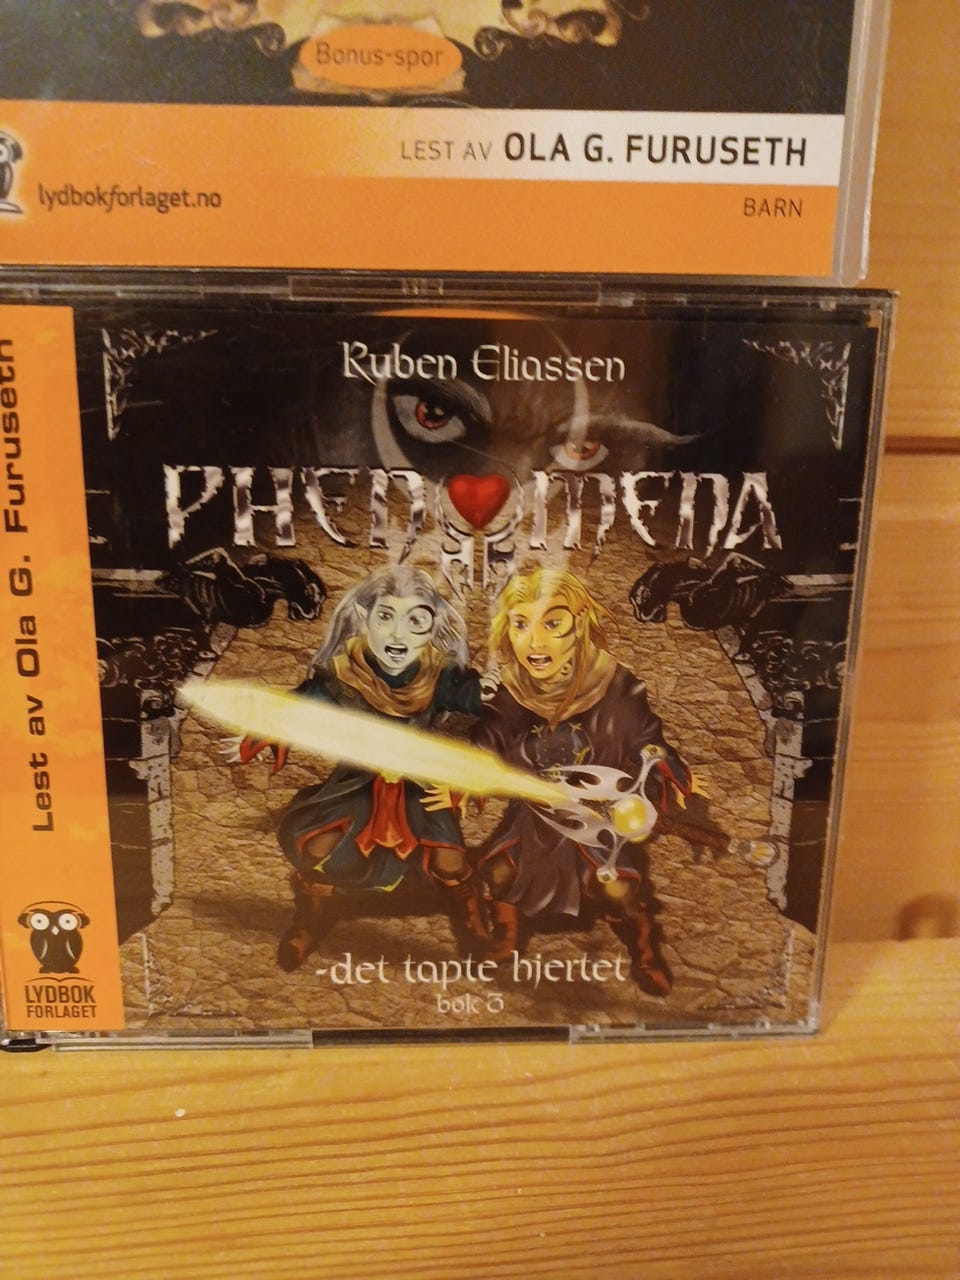 Bonus-spor
LEST AV OLA G. FURUSETH
lydbokforlaget.no
BARN
Lest av Ola G. Furuseth
Ruben Eliassen
PHENOMENA
-det tapte hjertet
bok 3
LYDBOK
FORLAGET